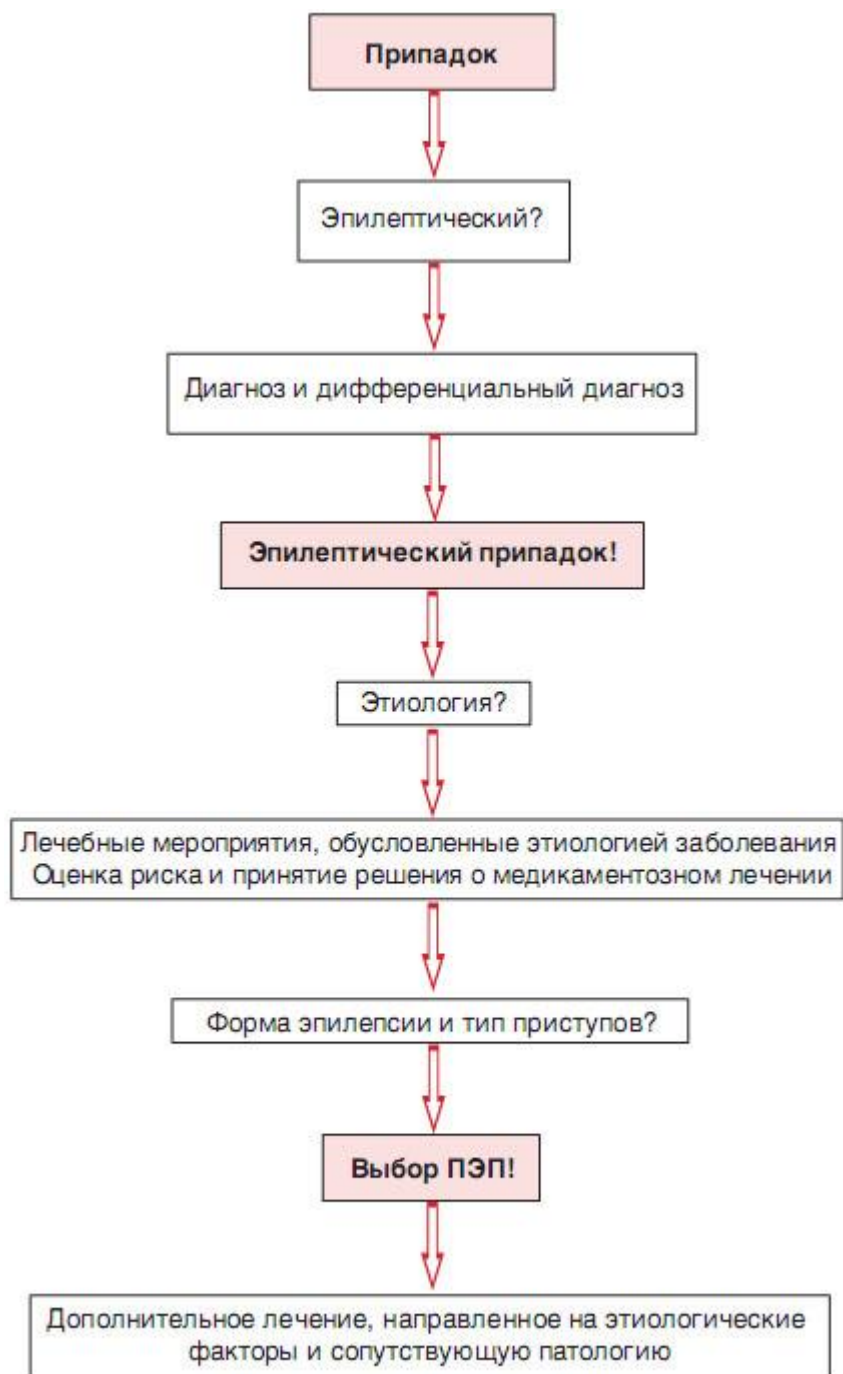 Припадок
Эпилептический?
Диагноз и дифференциальный диагноз
Эпилептический припадок!
Этиология?
Лечебные мероприятия, обусловленные этиологией заболевания
Оценка риска и принятие решения о медикаментозном лечении
Форма эпилепсии и тип приступов?
Выбор ПЭП!
Дополнительное лечение, направленное на этиологические
факторы и сопутствующую патологию